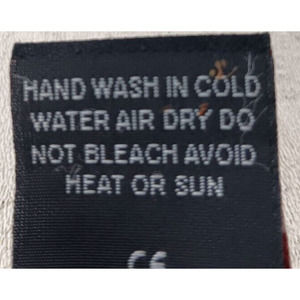 HAND WASH IN COLD
WATER AIR DRY DO
NOT BLEACH AVOID
HEAT OR SUN